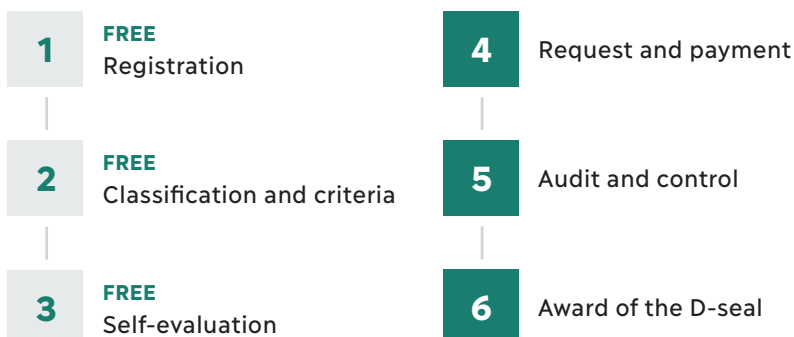 1
FREE
Registration
2
FREE
Classification and criteria
3
FREE
Self-evaluation
4
Request and payment
5
Audit and control
6
Award of the D-seal